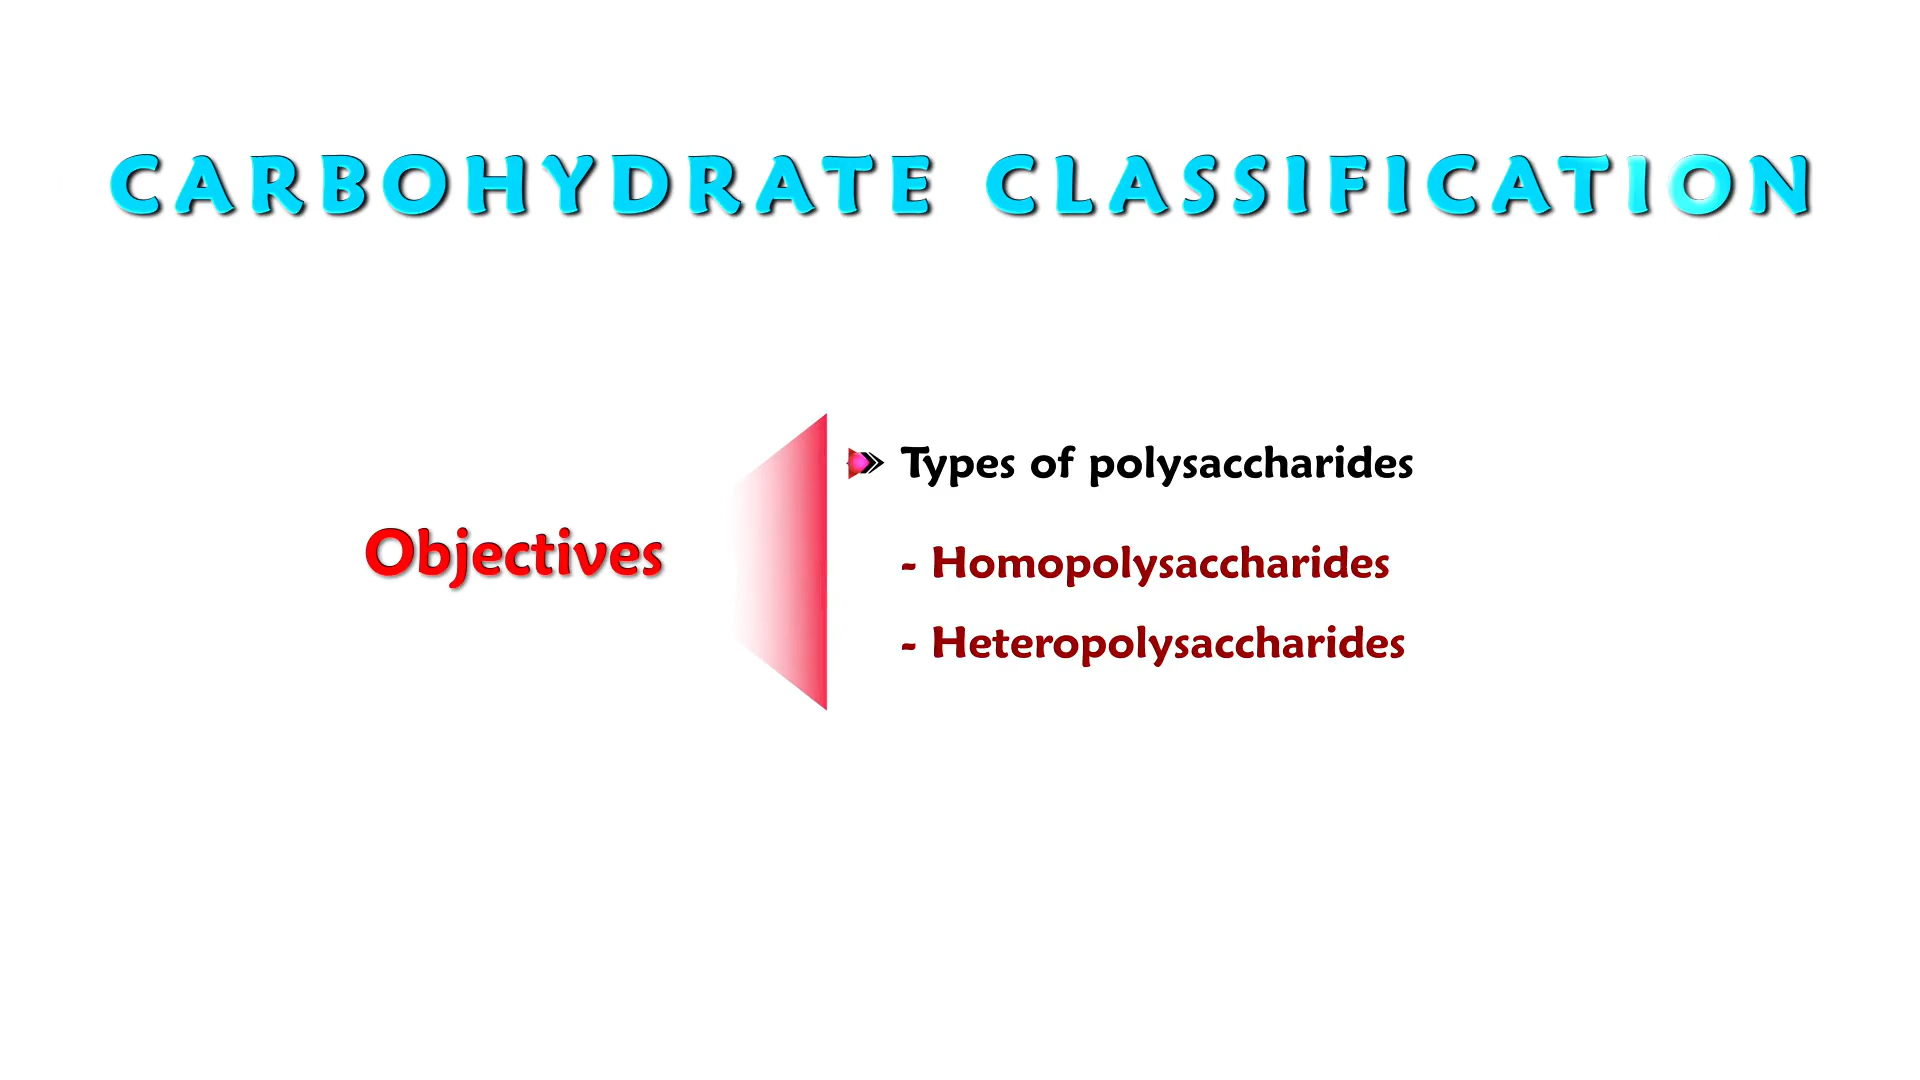 CARBOHYDRATE CLASSIFICATION
Objectives
Types of polysaccharides
- Homopolysaccharides
- Heteropolysaccharides